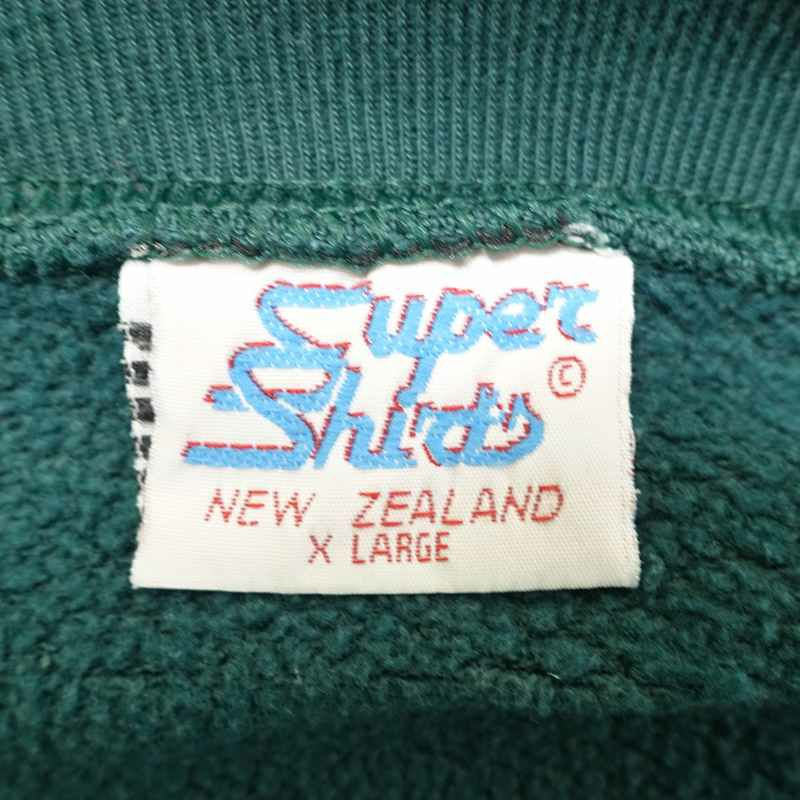 Super
Shirts ©
NEW ZEALAND
X LARGE